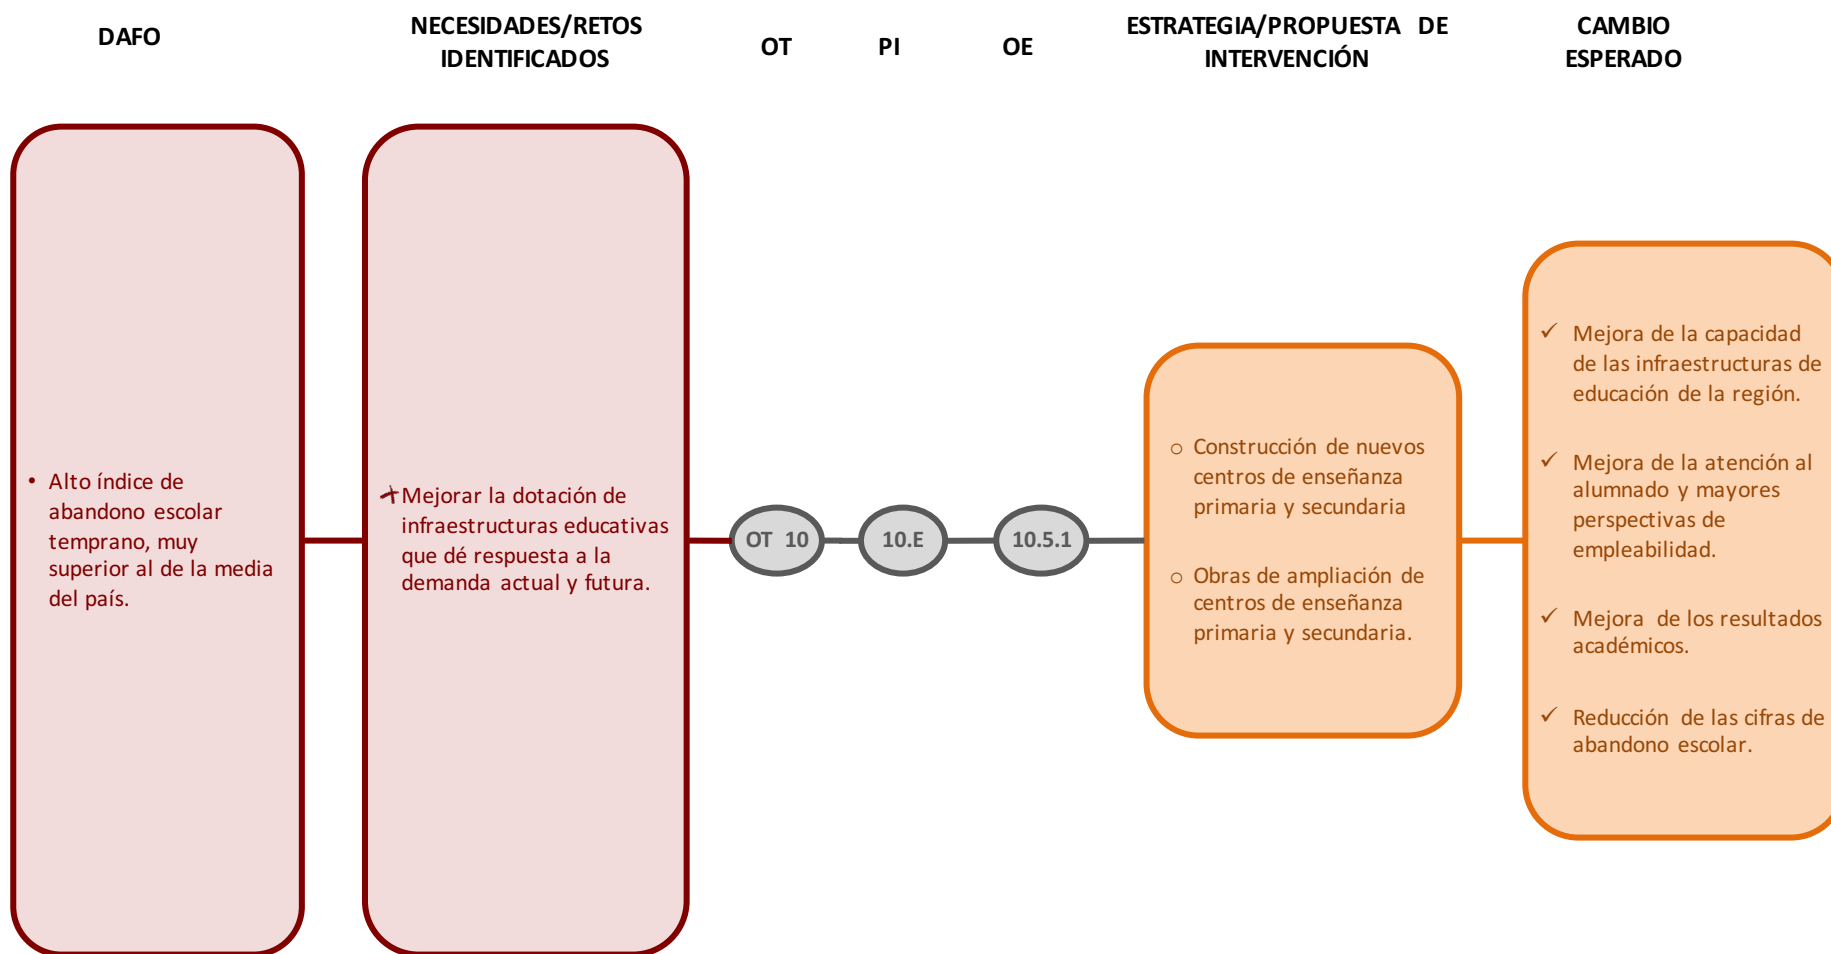 DAFO
NECESIDADES/RETOS
IDENTIFICADOS
OT
PI
OE
ESTRATEGIA/PROPUESTA DE
INTERVENCIÓN
CAMBIO
ESPERADO
• Alto índice de
abandono escolar
temprano, muy
superior al de la media
del país.
Mejorar la dotación de
infraestructuras educativas
que dé respuesta a la
demanda actual y futura.
OT 10
10.E
10.5.1
o Construcción de nuevos
centros de enseñanza
primaria y secundaria
o Obras de ampliación de
centros de enseñanza
primaria y secundaria.
✓ Mejora de la capacidad
de las infraestructuras de
educación de la región.
✓ Mejora de la atención al
alumnado y mayores
perspectivas de
empleabilidad.
✓ Mejora de los resultados
académicos.
✓ Reducción de las cifras de
abandono escolar.